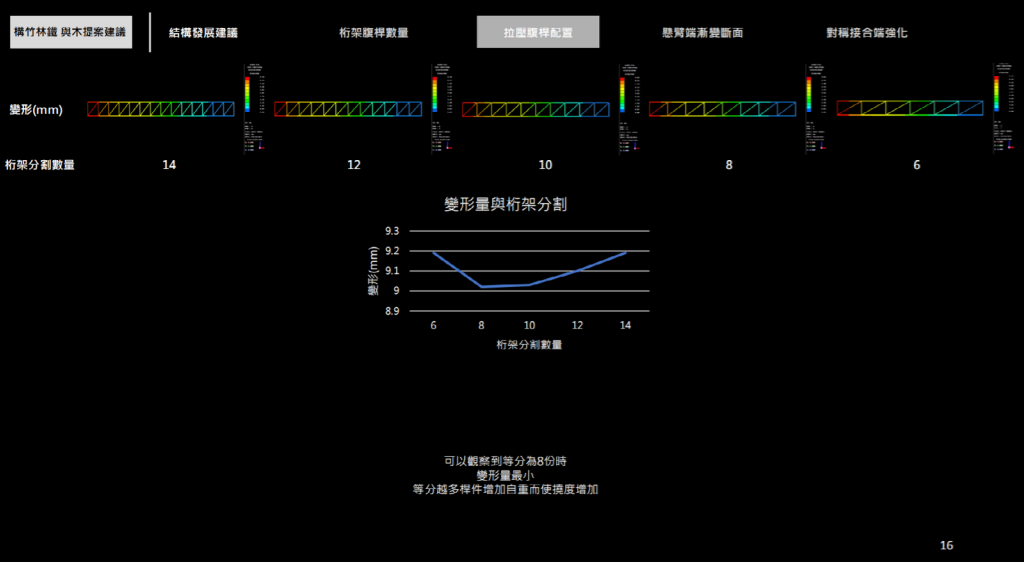 構竹林鐵 與木提案建議
結構發展建議
桁架腹桿數量
拉壓腹桿配置
懸臂端漸變斷面
對稱接合端強化
變形(mm)
桁架分割數量
14
12
10
8
6
變形量與桁架分割
9.3
9.2
9.1
9
8.9
變形(mm)
6
8
10
12
14
桁架分割數量
可以觀察到等分為8份時
變形量最小
等分越多桿件增加自重而使撓度增加
16